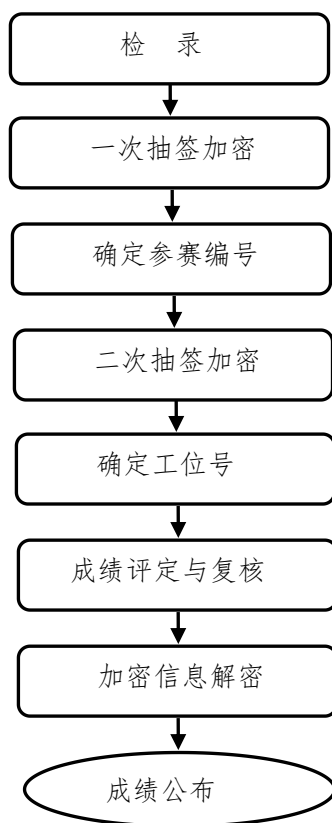 检 录
一次抽签加密
确定参赛编号
二次抽签加密
确定工位号
成绩评定与复核
加密信息解密
成绩公布